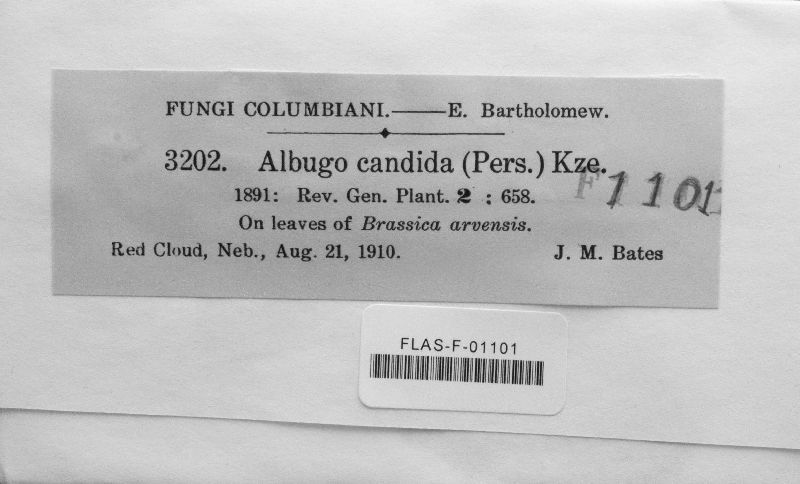 FUNGI COLUMBIANI.——E. Bartholomew.
3202. Albugo candida (Pers.) Kze.
F 1101
1891: Rev. Gen. Plant. 2 : 658.
On leaves of Brassica arvensis.
Red Cloud, Neb., Aug. 21, 1910. J. M. Bates
FLAS-F-01101